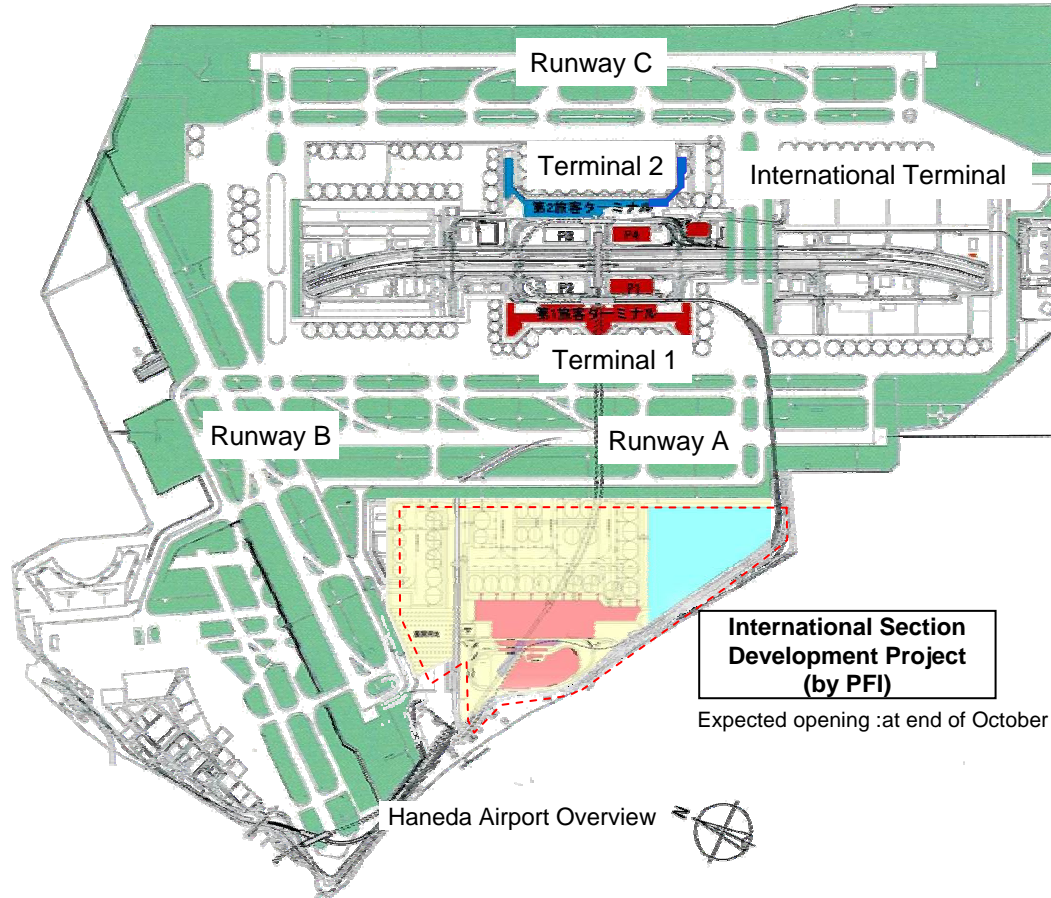 Runway C
Terminal 2
International Terminal
第2旅客ターミナル
P3
P4
P2
P1
第1旅客ターミナル
Terminal 1
Runway B
Runway A
International Section
Development Project
(by PFI)
Expected opening :at end of October
Haneda Airport Overview
N